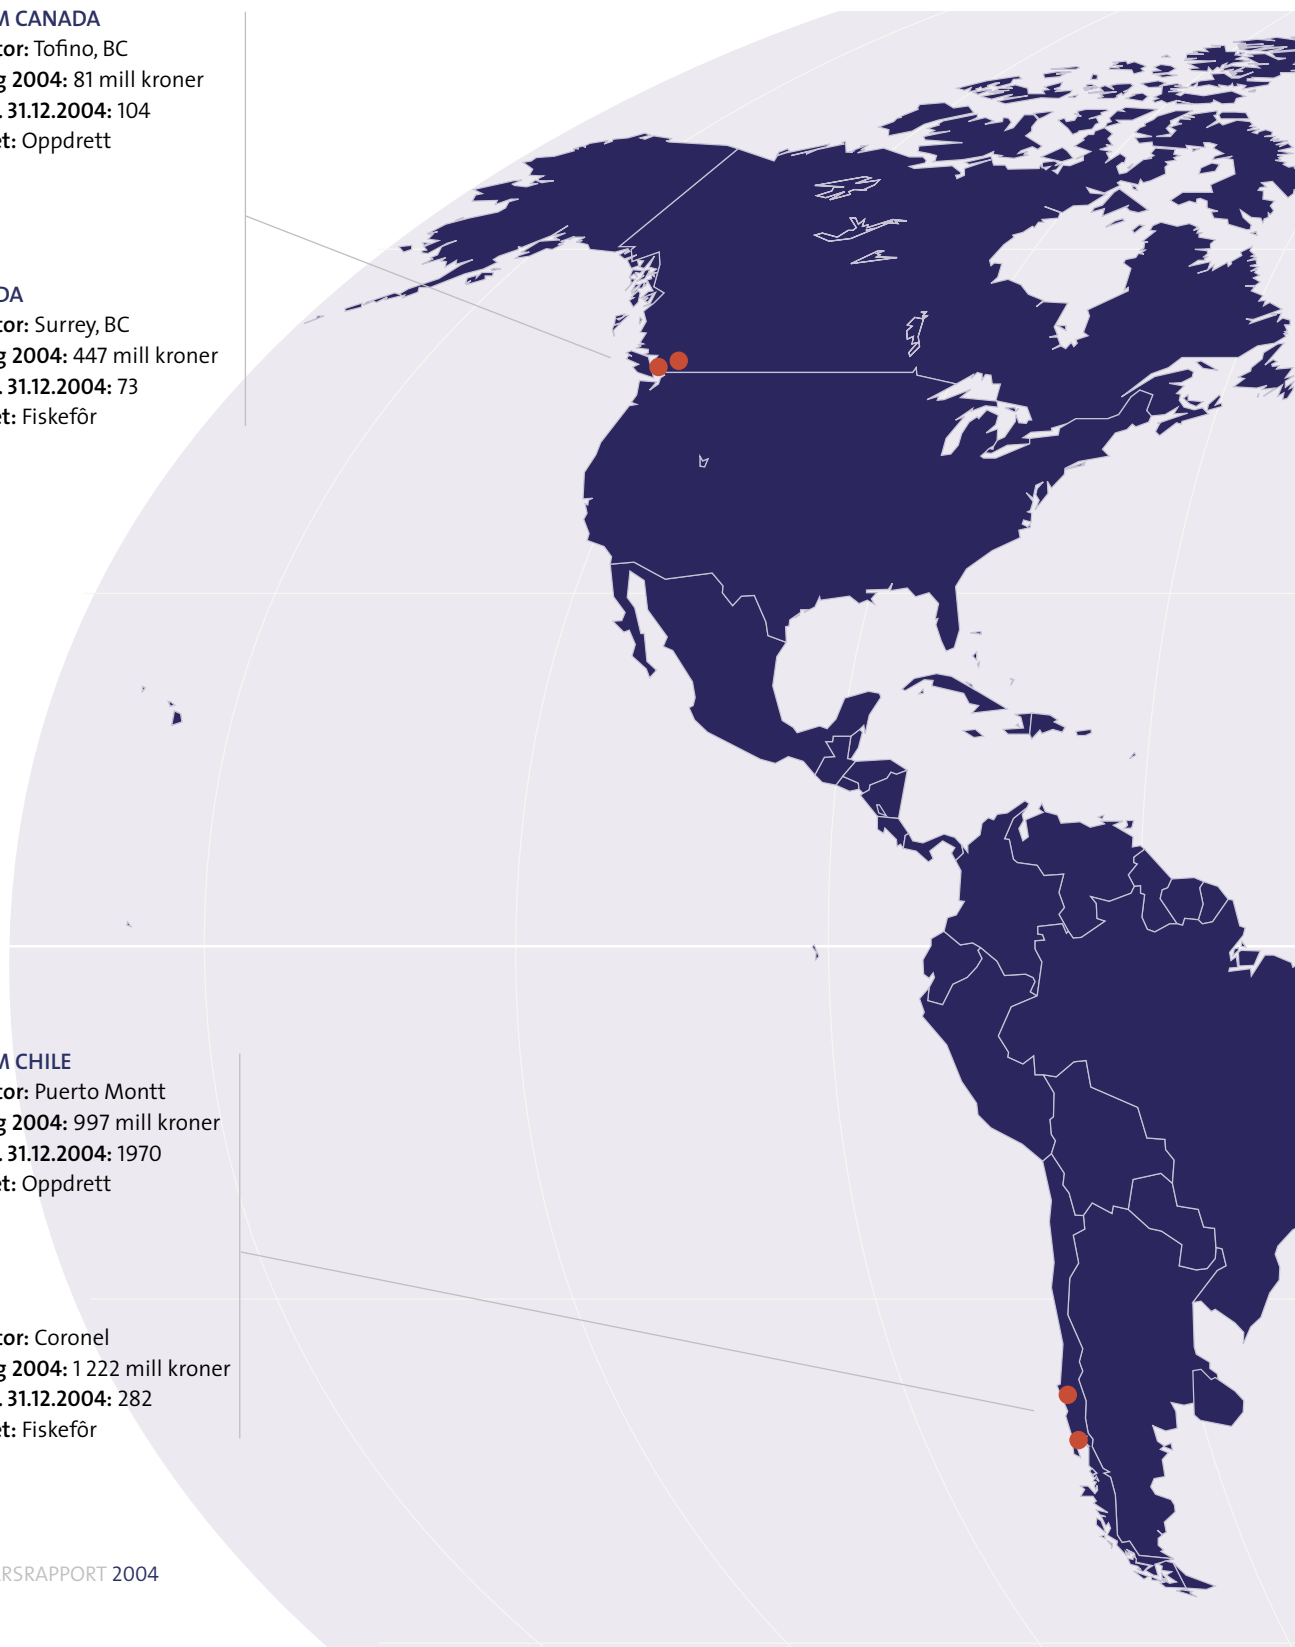 M CANADA
tor: Tofino, BC
g 2004: 81 mill kroner
. 31.12.2004: 104
et: Oppdrett
DA
tor: Surrey, BC
g 2004: 447 mill kroner
. 31.12.2004: 73
et: Fiskefôr
M CHILE
tor: Puerto Montt
g 2004: 997 mill kroner
. 31.12.2004: 1970
et: Oppdrett
tor: Coronel
g 2004: 1 222 mill kroner
. 31.12.2004: 282
et: Fiskefôr
RSRAPPORT 2004